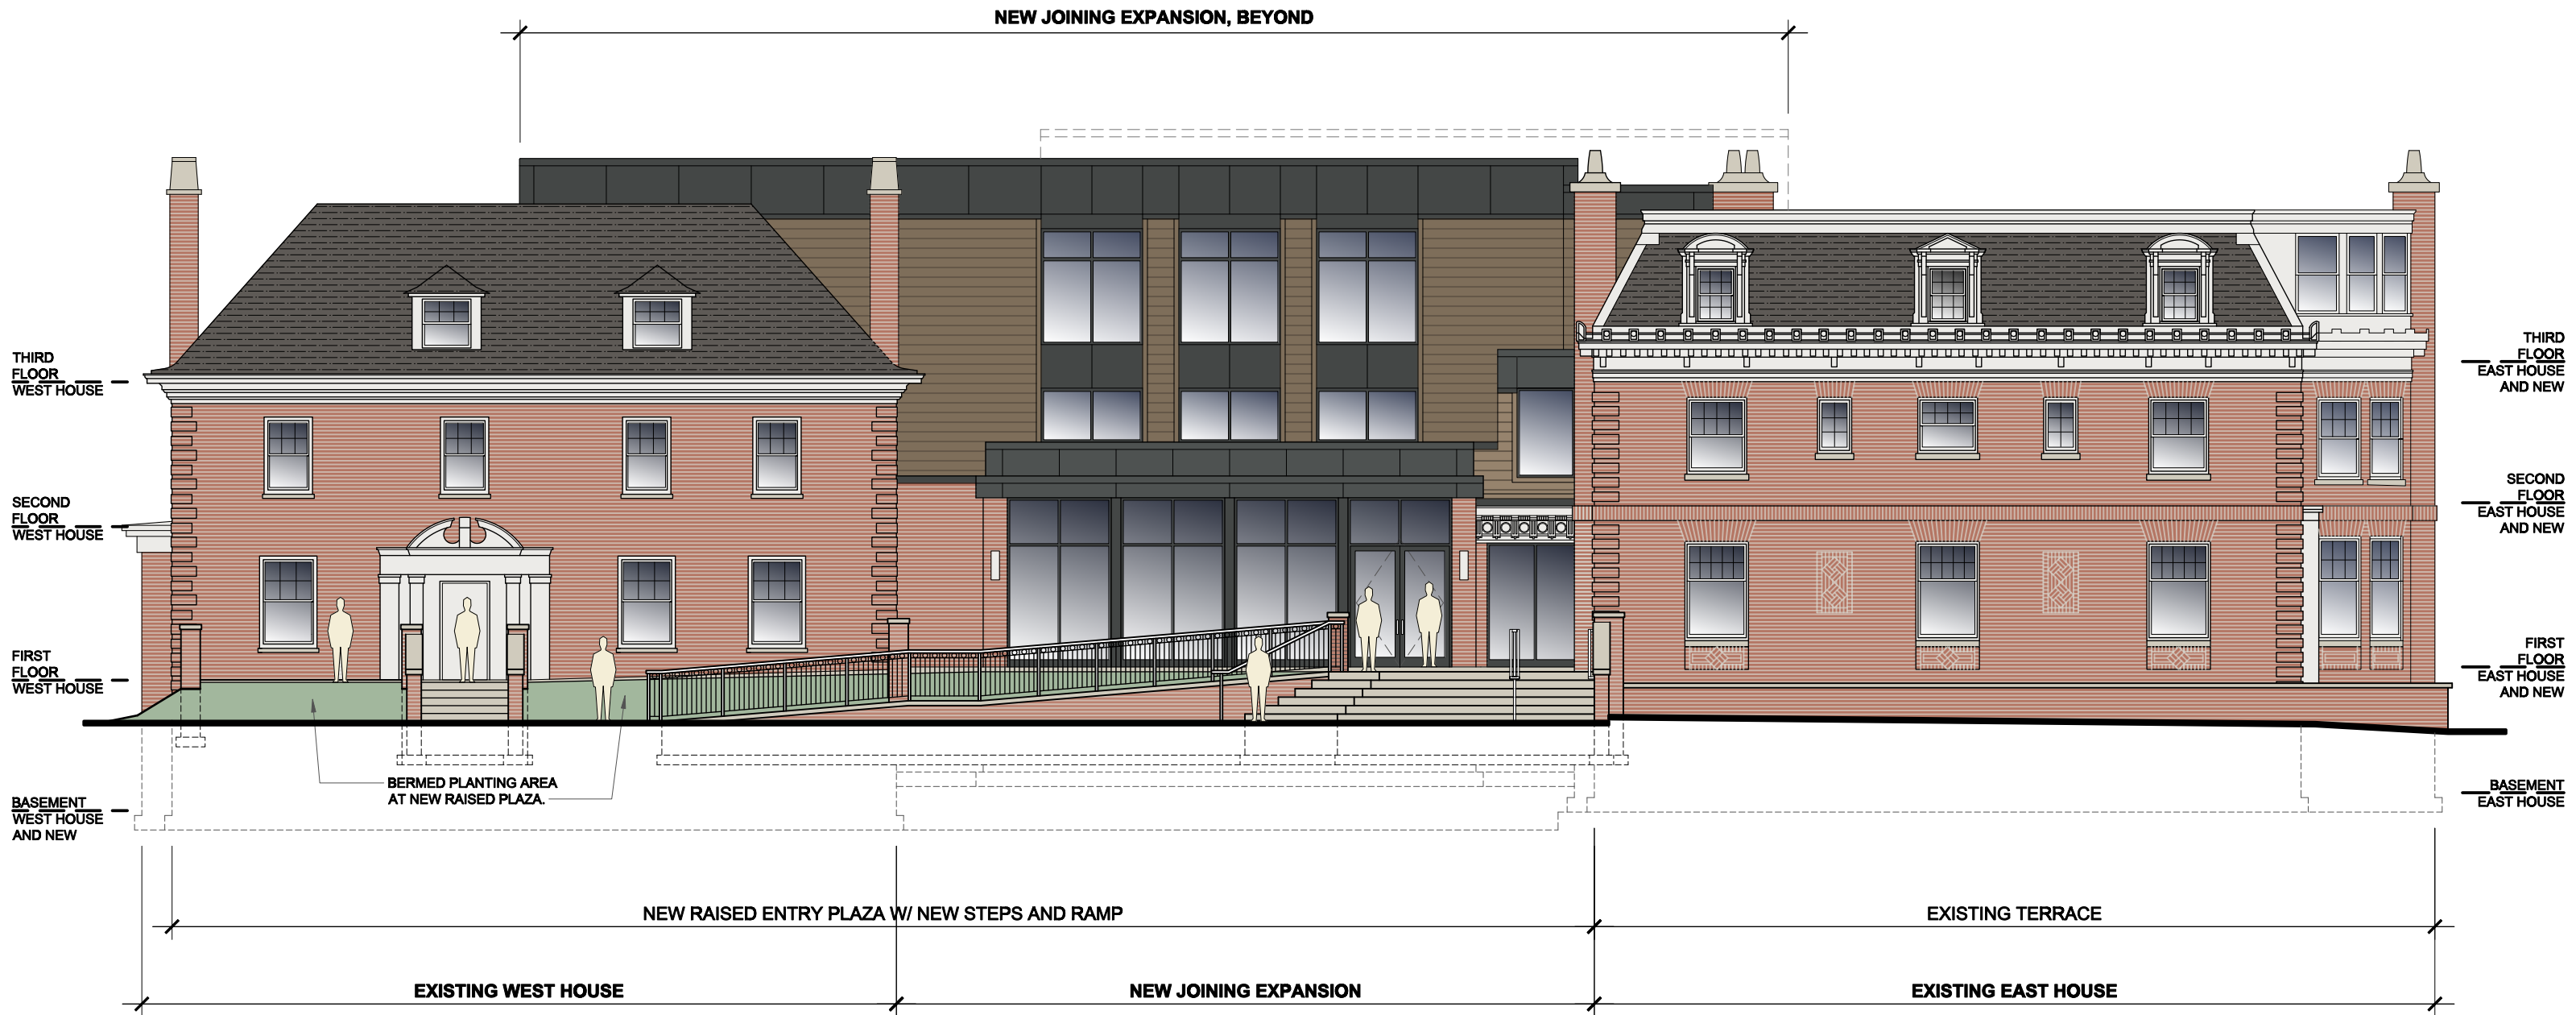 NEW JOINING EXPANSION, BEYOND
THIRD
FLOOR
WEST HOUSE
SECOND
FLOOR
WEST HOUSE
FIRST
FLOOR
WEST HOUSE
BASEMENT
WEST HOUSE
AND NEW
THIRD
FLOOR
EAST HOUSE
AND NEW
SECOND
FLOOR
EAST HOUSE
AND NEW
FIRST
FLOOR
EAST HOUSE
AND NEW
BASEMENT
EAST HOUSE
BERMED PLANTING AREA
AT NEW RAISED PLAZA.
NEW RAISED ENTRY PLAZA W/ NEW STEPS AND RAMP
EXISTING TERRACE
EXISTING WEST HOUSE
NEW JOINING EXPANSION
EXISTING EAST HOUSE